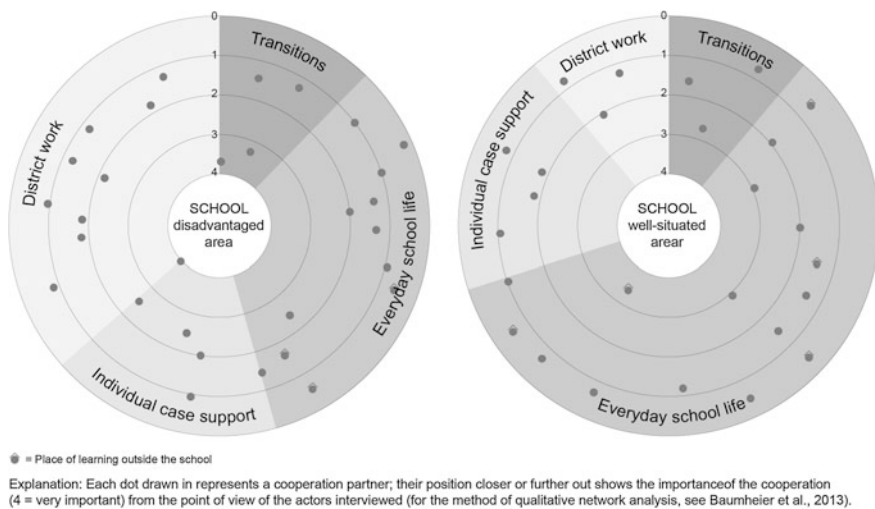 0
1
2
3
4
Transitions
District work
SCHOOL
disadvantaged
area
Everyday school life
Individual case support
0
1
2
3
4
Transitions
District work
Individual case support
SCHOOL
well-situated
arear
Everyday school life
= Place of learning outside the school
Explanation: Each dot drawn in represents a cooperation partner; their position closer or further out shows the importanceof the cooperation
(4 = very important) from the point of view of the actors interviewed (for the method of qualitative network analysis, see Baumheier et al., 2013).